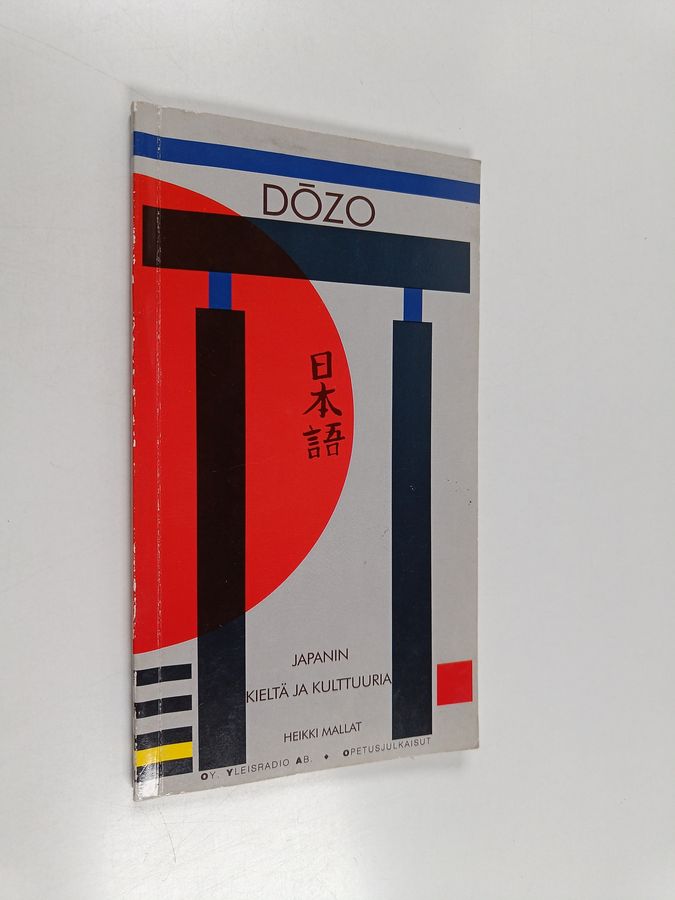 DŌZO
日本語
JAPANIN
KIELTÄ JA KULTTUURIA
HEIKKI MALLAT
OY. YLEISRADIO AB. ♦ OPETUSJULKAISUT